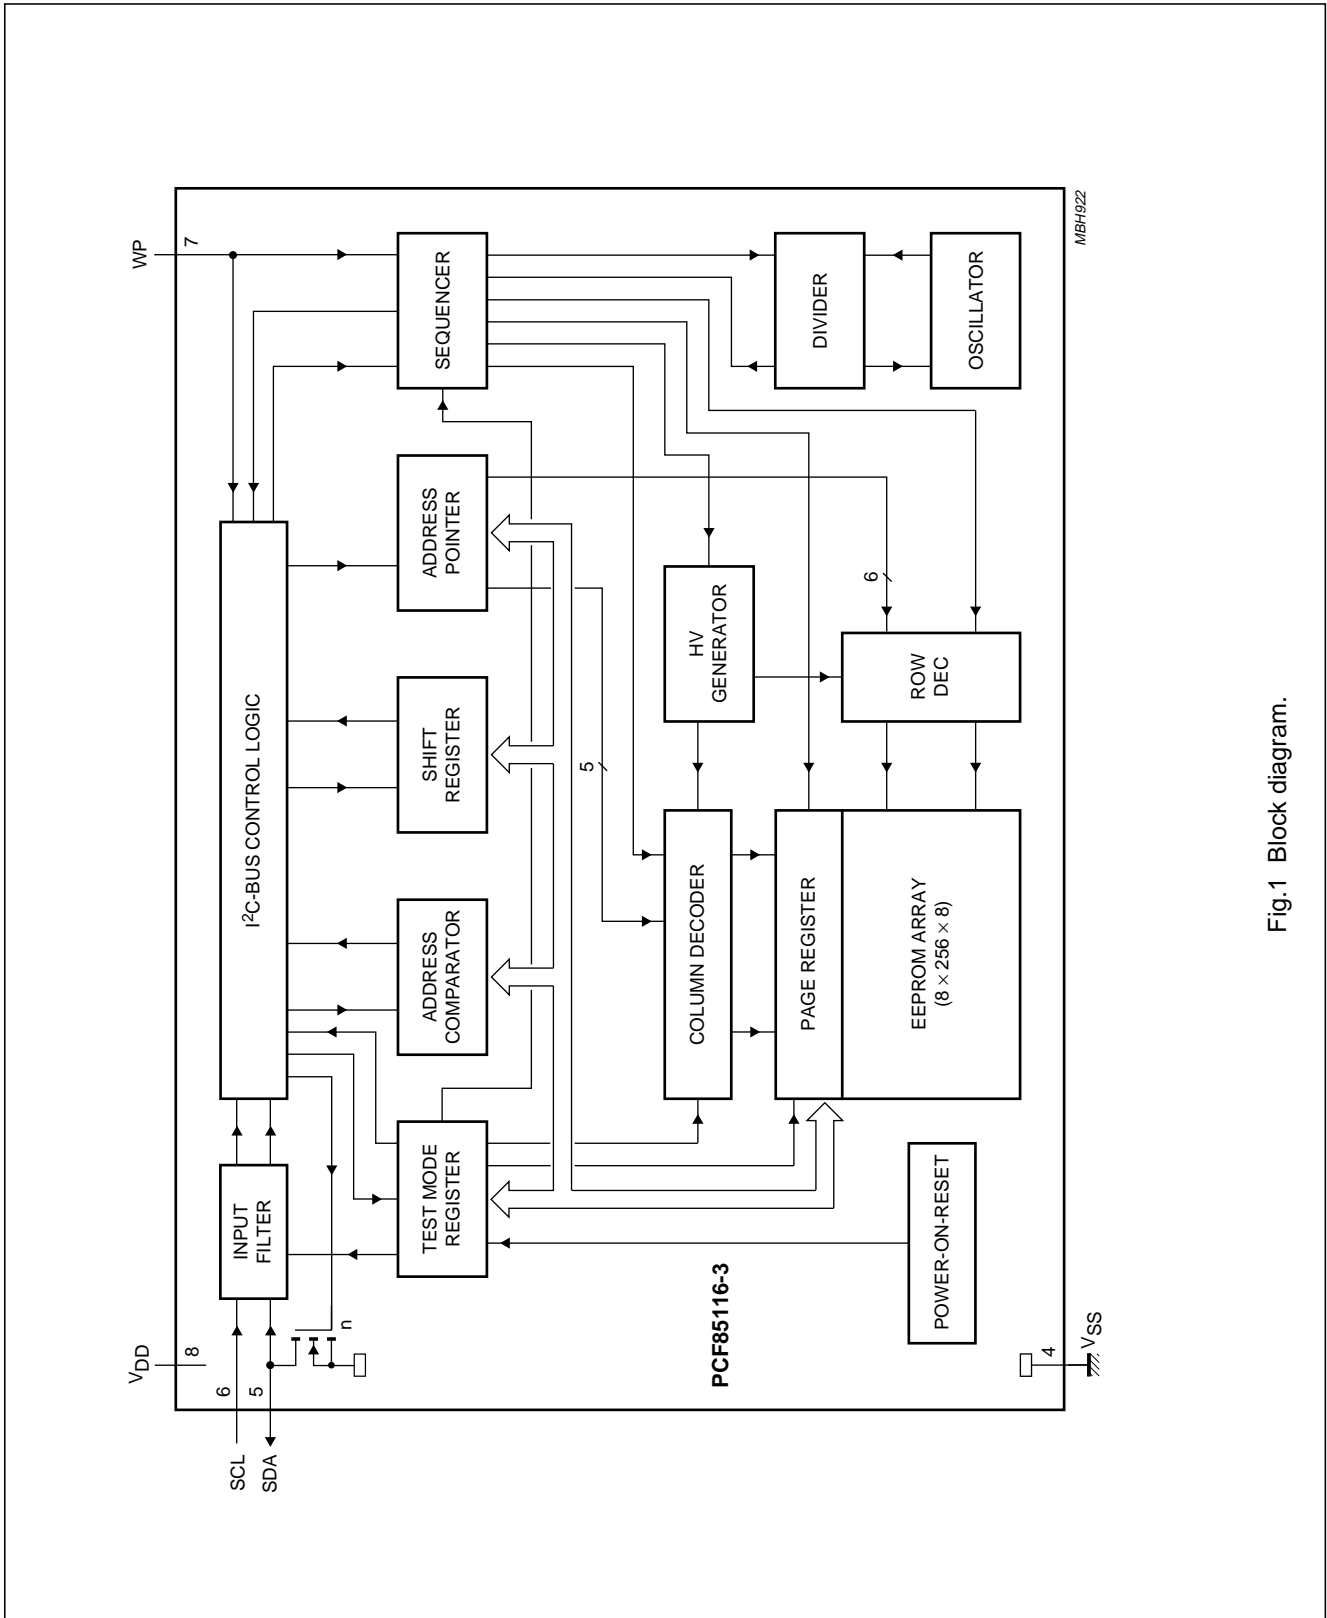 VDD
8
WP
7
SCL
6
SDA
5
n
INPUT
FILTER
I2C-BUS CONTROL LOGIC
TEST MODE
REGISTER
ADDRESS
COMPARATOR
SHIFT
REGISTER
ADDRESS
POINTER
SEQUENCER
5
6
COLUMN DECODER
HV
GENERATOR
PAGE REGISTER
EEPROM ARRAY
(8 × 256 × 8)
ROW
DEC
DIVIDER
OSCILLATOR
PCF85116-3
POWER-ON-RESET
4
VSS
MBH922
Fig.1 Block diagram.